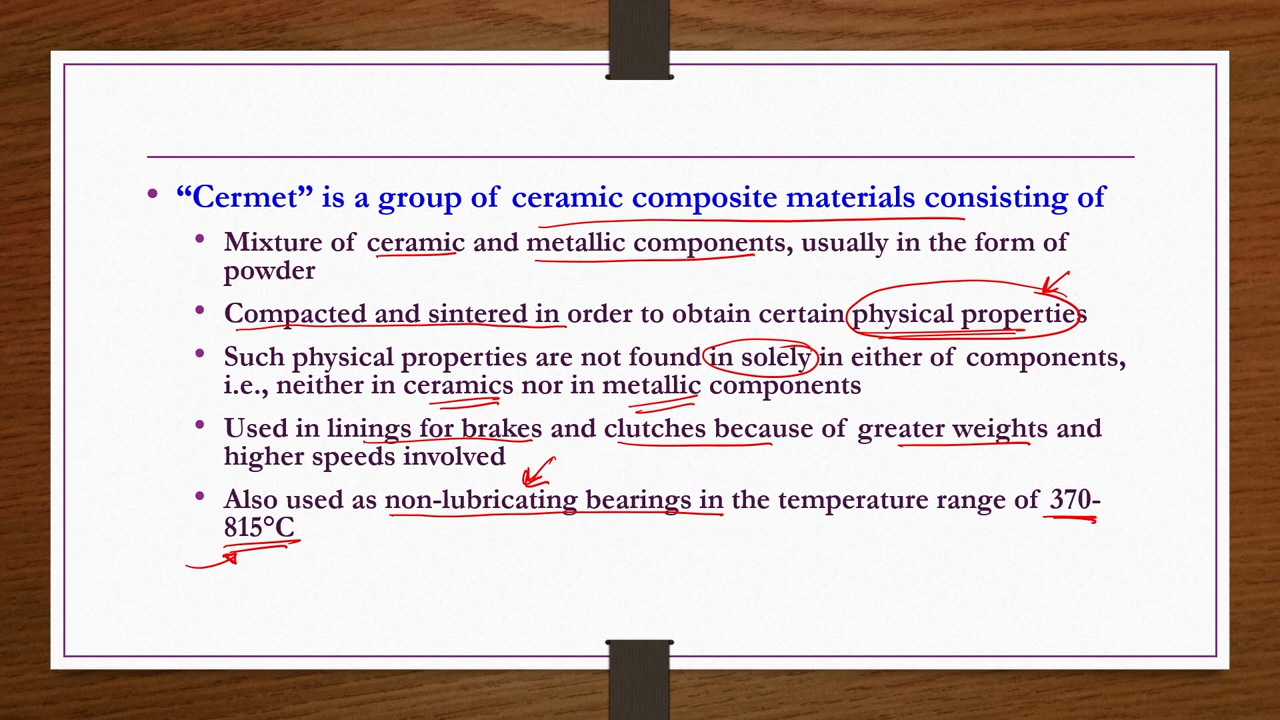 “Cermet” is a group of ceramic composite materials consisting of
Mixture of ceramic and metallic components, usually in the form of
powder
Compacted and sintered in order to obtain certain physical properties
Such physical properties are not found in solely in either of components,
i.e., neither in ceramics nor in metallic components
Used in linings for brakes and clutches because of greater weights and
higher speeds involved
Also used as non-lubricating bearings in the temperature range of 370-
815°C